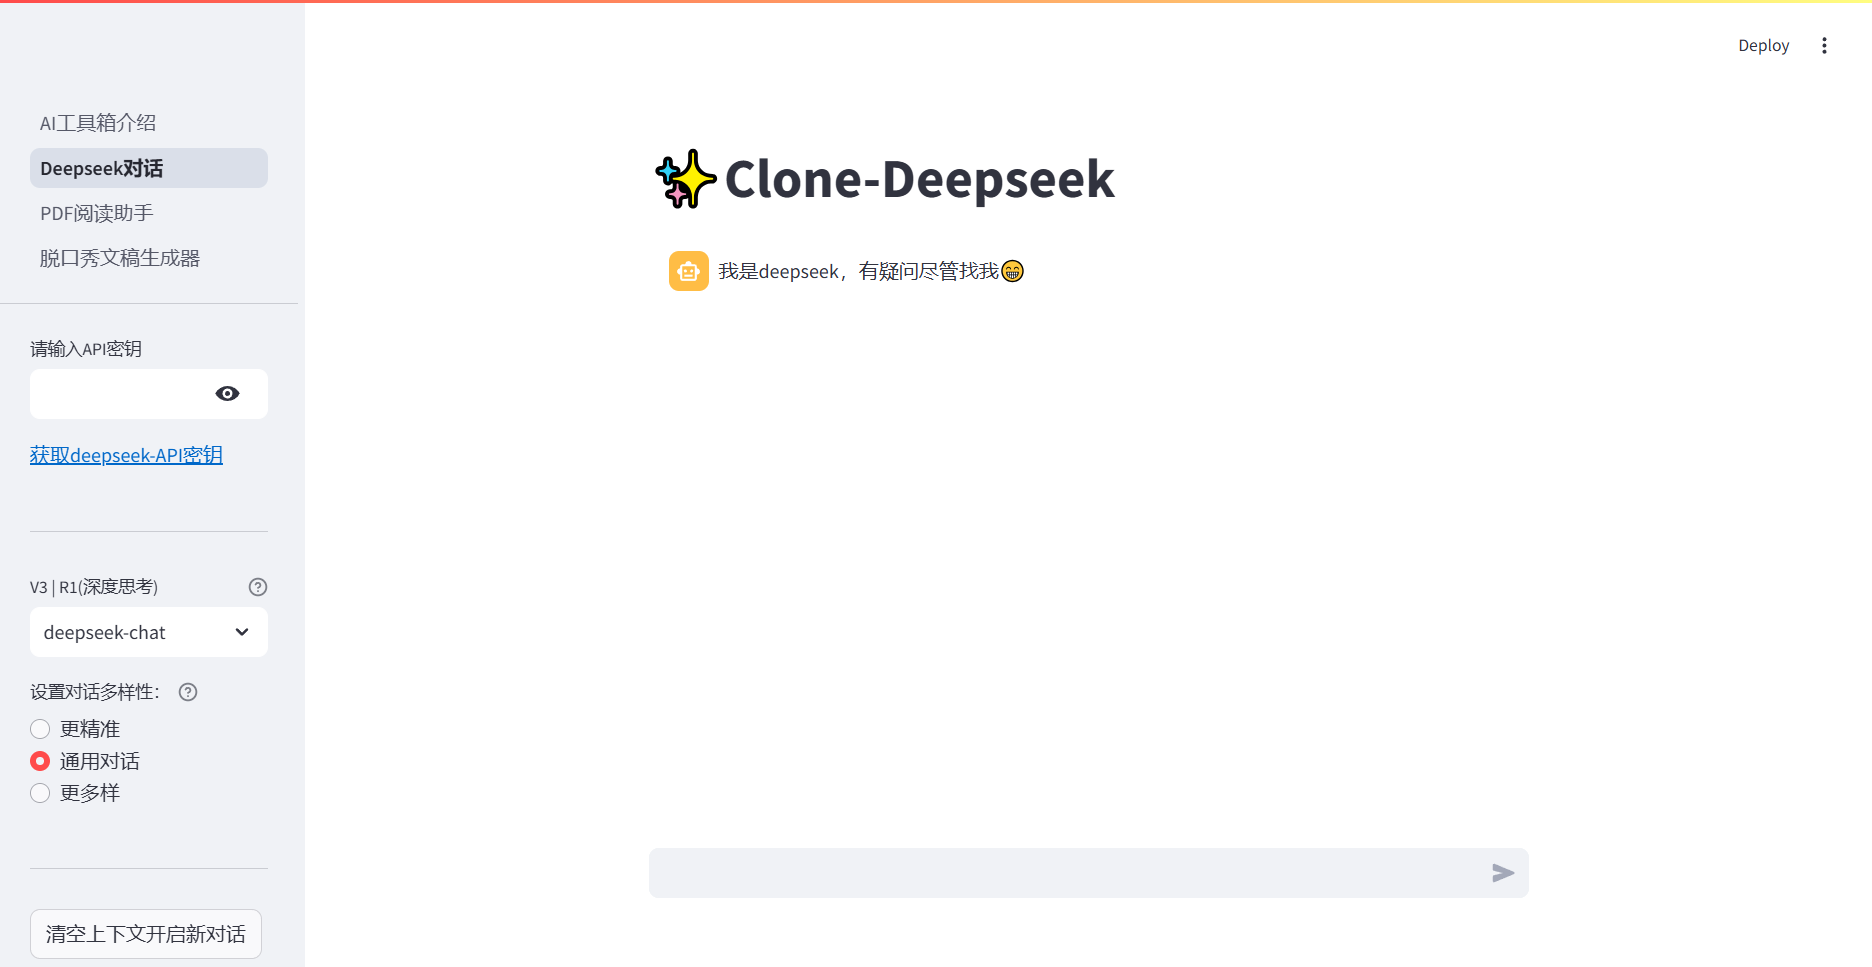 Deploy
AI工具箱介绍
Deepseek对话
PDF阅读助手
脱口秀文稿生成器
请输入API密钥
获取deepseek-API密钥
V3 | R1(深度思考)
deepseek-chat
设置对话多样性：
更精准
通用对话
更多样
清空上下文开启新对话
Clone-Deepseek
我是deepseek，有疑问尽管找我😁